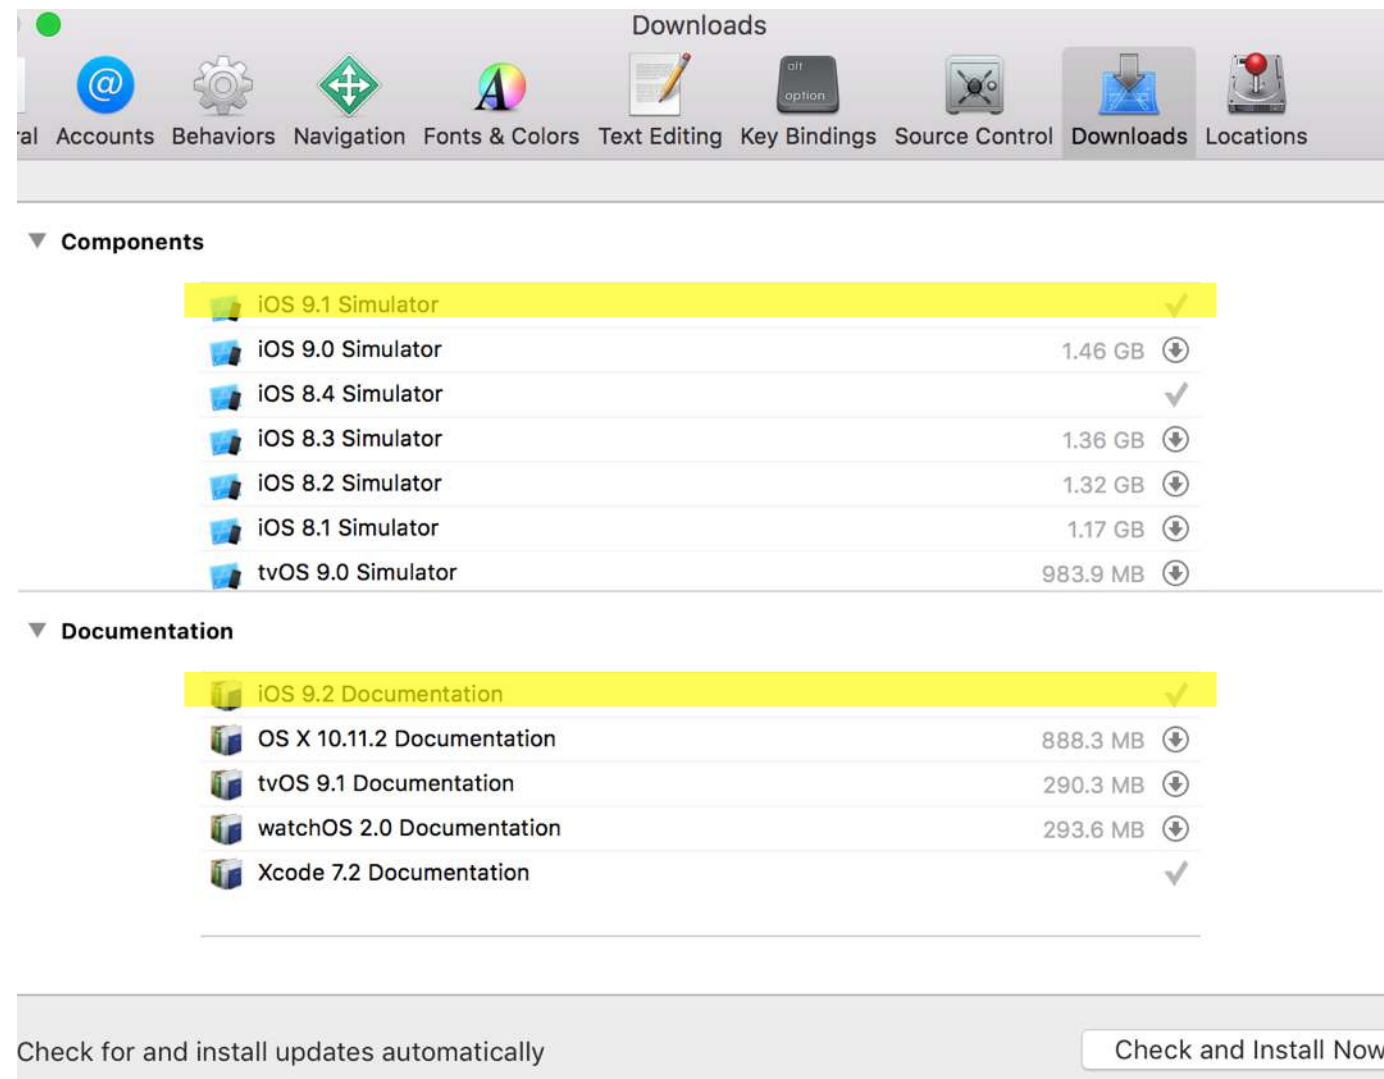 Downloads
al Accounts Behaviors Navigation Fonts & Colors Text Editing Key Bindings Source Control Downloads Locations
alt
option
Components
iOS 9.1 Simulator
iOS 9.0 Simulator 1.46 GB
iOS 8.4 Simulator
iOS 8.3 Simulator 1.36 GB
iOS 8.2 Simulator 1.32 GB
iOS 8.1 Simulator 1.17 GB
tvOS 9.0 Simulator 983.9 MB
Documentation
iOS 9.2 Documentation
OS X 10.11.2 Documentation 888.3 MB
tvOS 9.1 Documentation 290.3 MB
watchOS 2.0 Documentation 293.6 MB
Xcode 7.2 Documentation
Check for and install updates automatically Check and Install Now